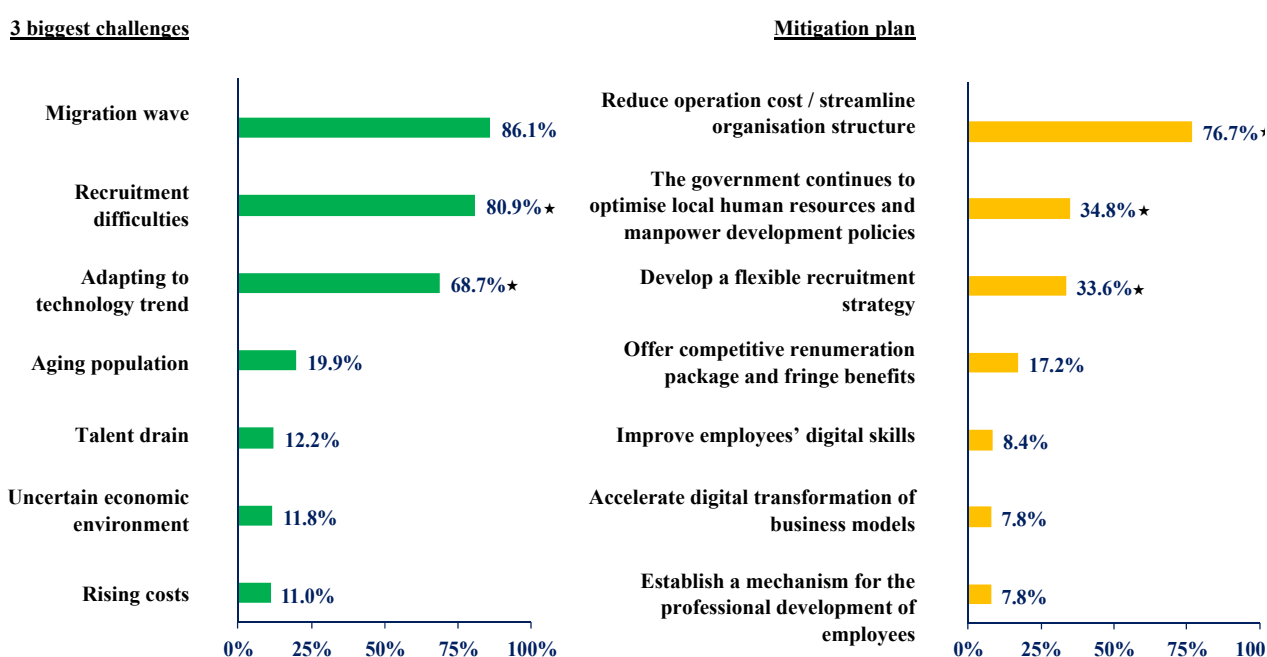 3 biggest challenges
Migration wave
86.1%
Recruitment
difficulties
80.9%★
Adapting to
technology trend
68.7%★
Aging population
19.9%
Talent drain
12.2%
Uncertain economic
environment
11.8%
Rising costs
11.0%
0% 25% 50% 75% 100%
Mitigation plan
Reduce operation cost / streamline
organisation structure
76.7%★
The government continues to
optimise local human resources and
manpower development policies
34.8%★
Develop a flexible recruitment
strategy
33.6%★
Offer competitive renumeration
package and fringe benefits
17.2%
Improve employees’ digital skills
8.4%
Accelerate digital transformation of
business models
7.8%
Establish a mechanism for the
professional development of
employees
7.8%
0% 25% 50% 75% 100